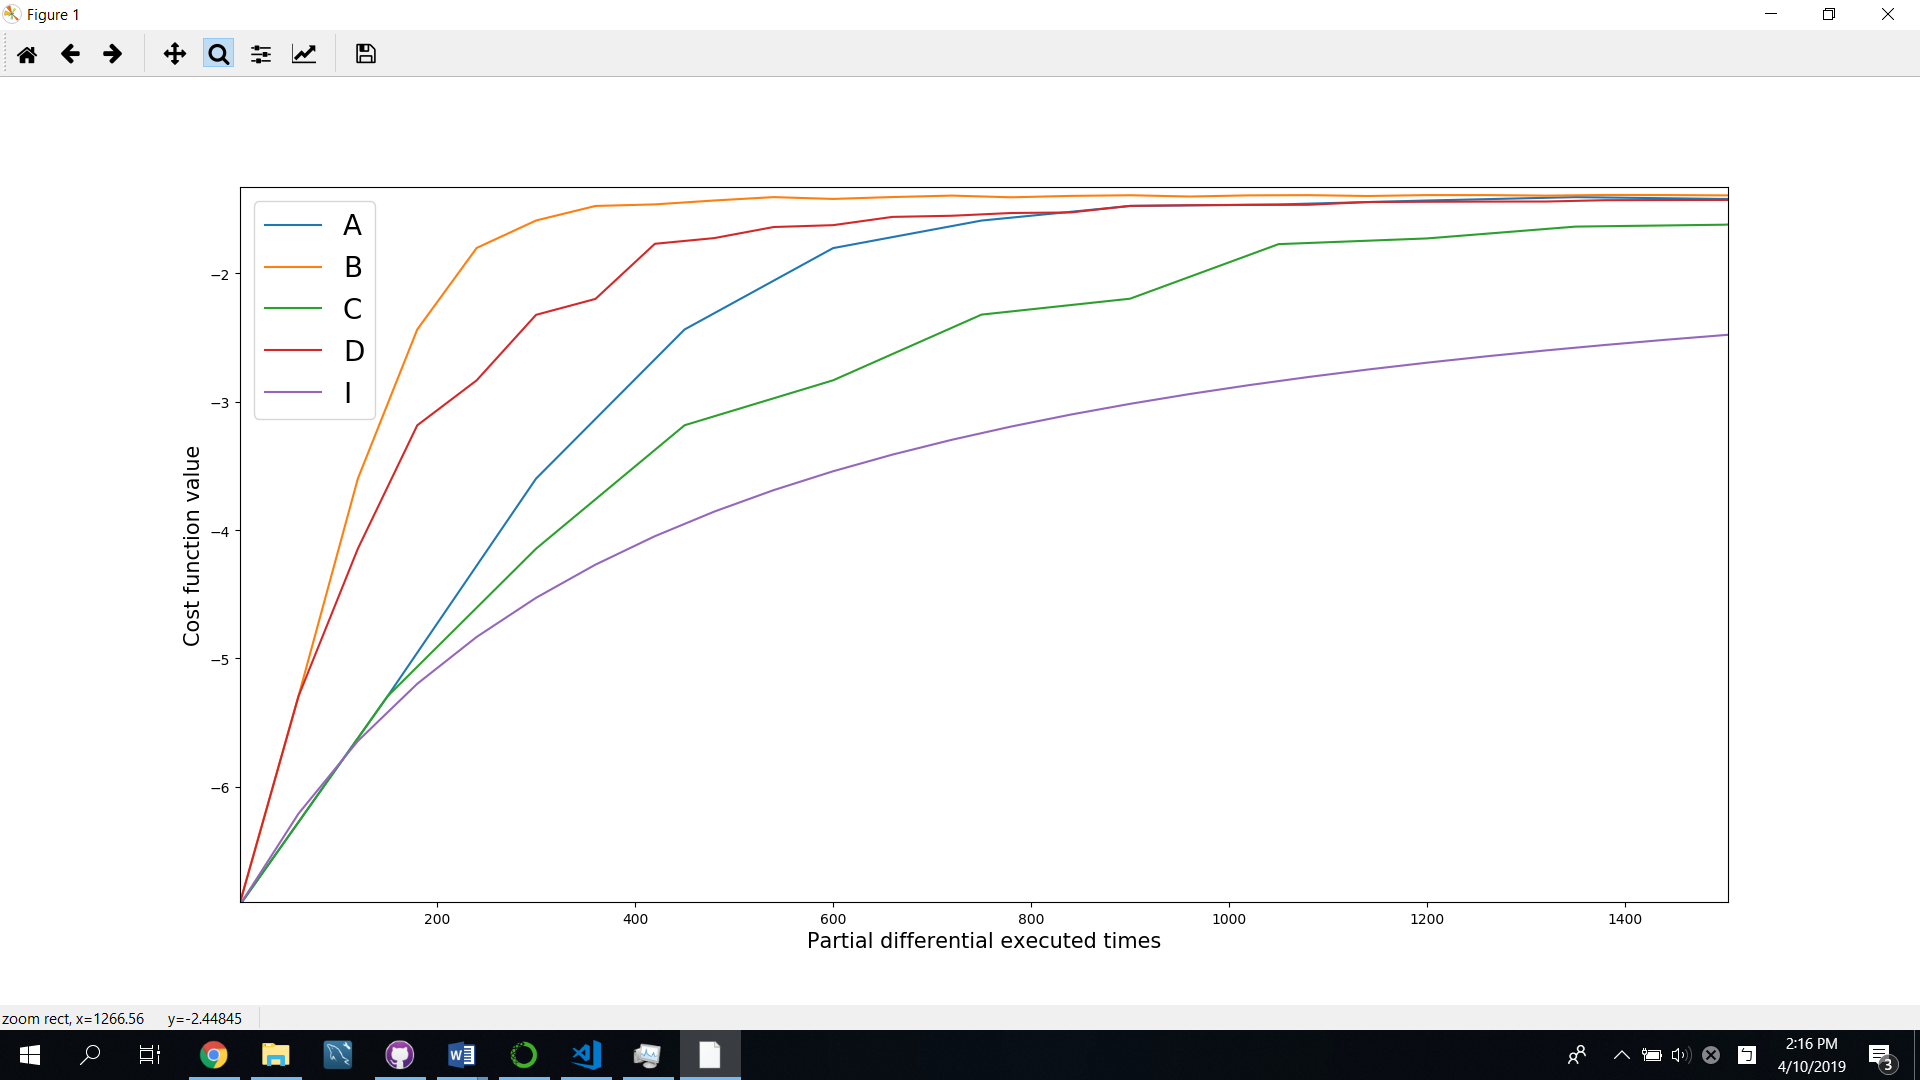 Figure 1
A
B
C
D
I
−2
−3
−4
−5
−6
Cost function value
200 400 600 800 1000 1200 1400
Partial differential executed times
zoom rect, x=1266.56 y=-2.44845
2:16 PM
4/10/2019
3